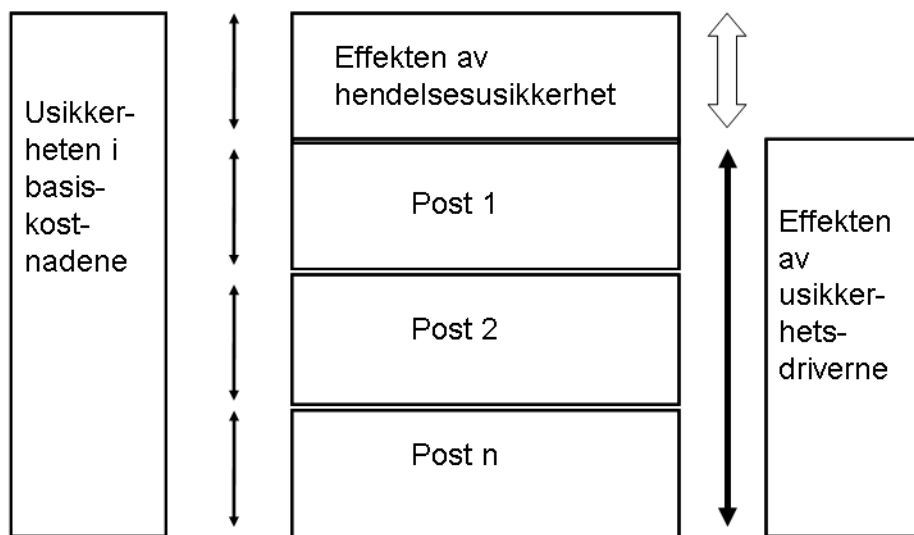 Usikker-
heten i
basis-
kost-
nadene
Effekten av
hendelsesusikkerhet
Post 1
Post 2
Post n
Effekten
av
usikker-
hets-
driverne